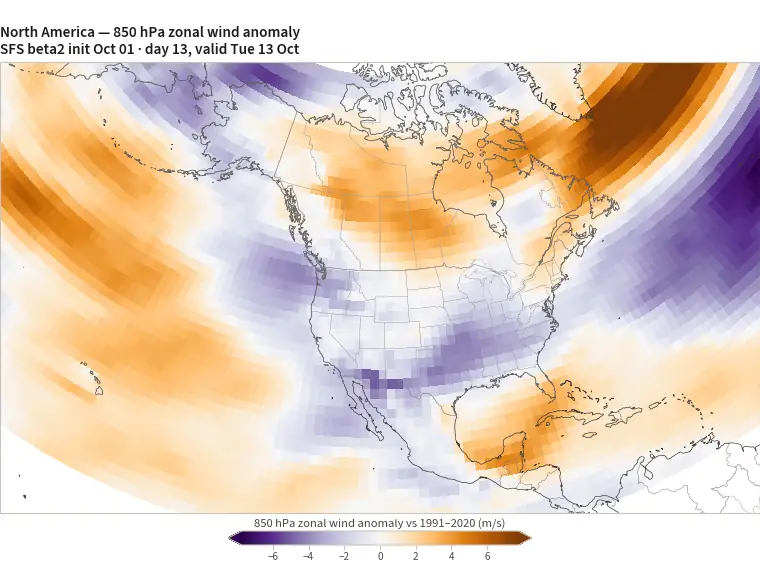 North America — 850 hPa zonal wind anomaly
SFS beta2 init Oct 01 · day 13, valid Tue 13 Oct
850 hPa zonal wind anomaly vs 1991–2020 (m/s)
−6 −4 −2 0 2 4 6